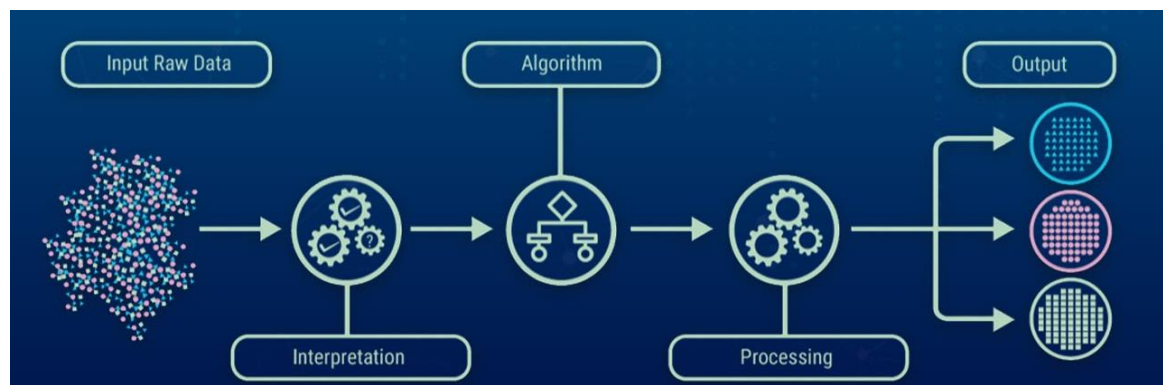 Input Raw Data
Algorithm
Output
?
Interpretation
Processing